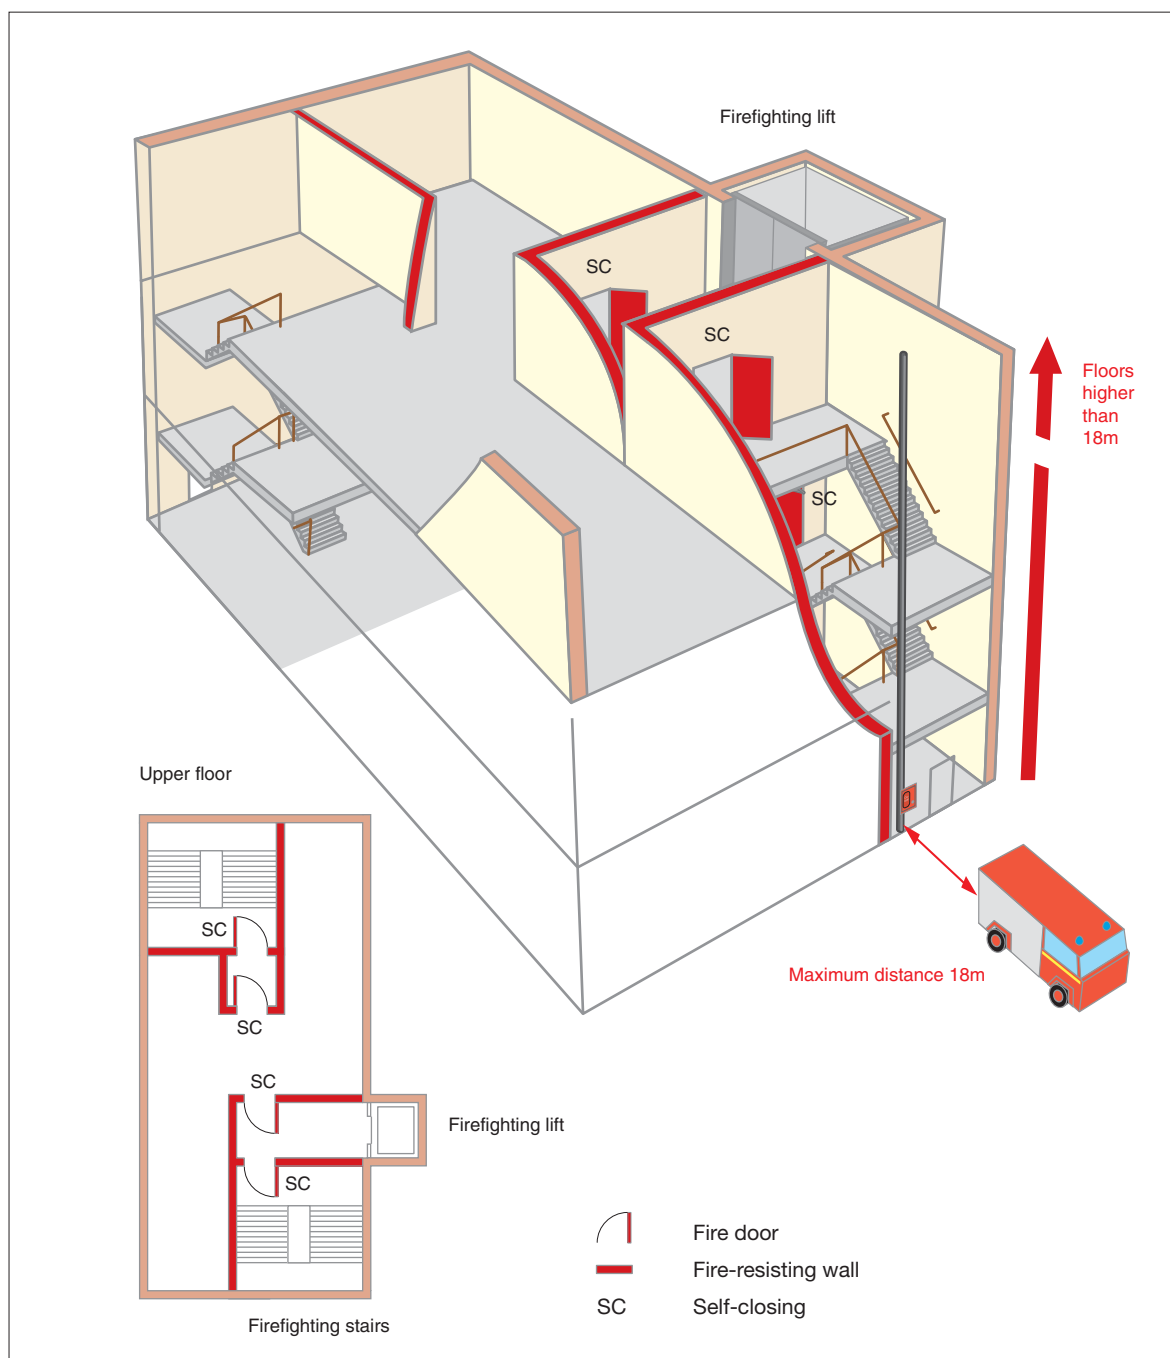 Firefighting lift
SC
SC
Floors
higher
than
18m
SC
Upper floor
Maximum distance 18m
SC
SC
SC
Firefighting lift
SC
Fire door
Fire-resisting wall
SC Self-closing
Firefighting stairs